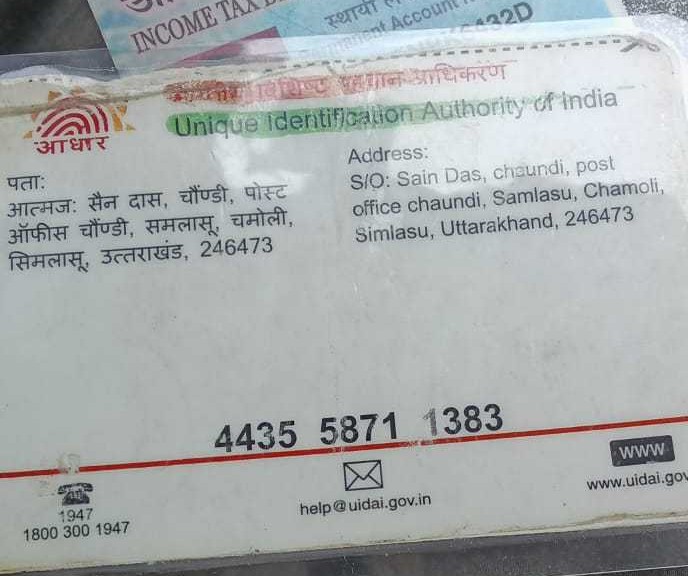 INCOME TAX
स्थायी
Account
432D
विशिष्ट पहचान प्राधिकरण
Unique Identification Authority of India
आधार
पता:
आत्मज: सैन दास, चौंण्डी, पोस्ट
ऑफीस चौंण्डी, समलासू, चमोली,
सिमलासू, उत्तराखंड, 246473
Address:
S/O: Sain Das, chaundi, post
office chaundi, Samlasu, Chamoli,
Simlasu, Uttarakhand, 246473
4435 5871 1383
1947
1800 300 1947
help@uidai.gov.in
www
www.uidai.gov